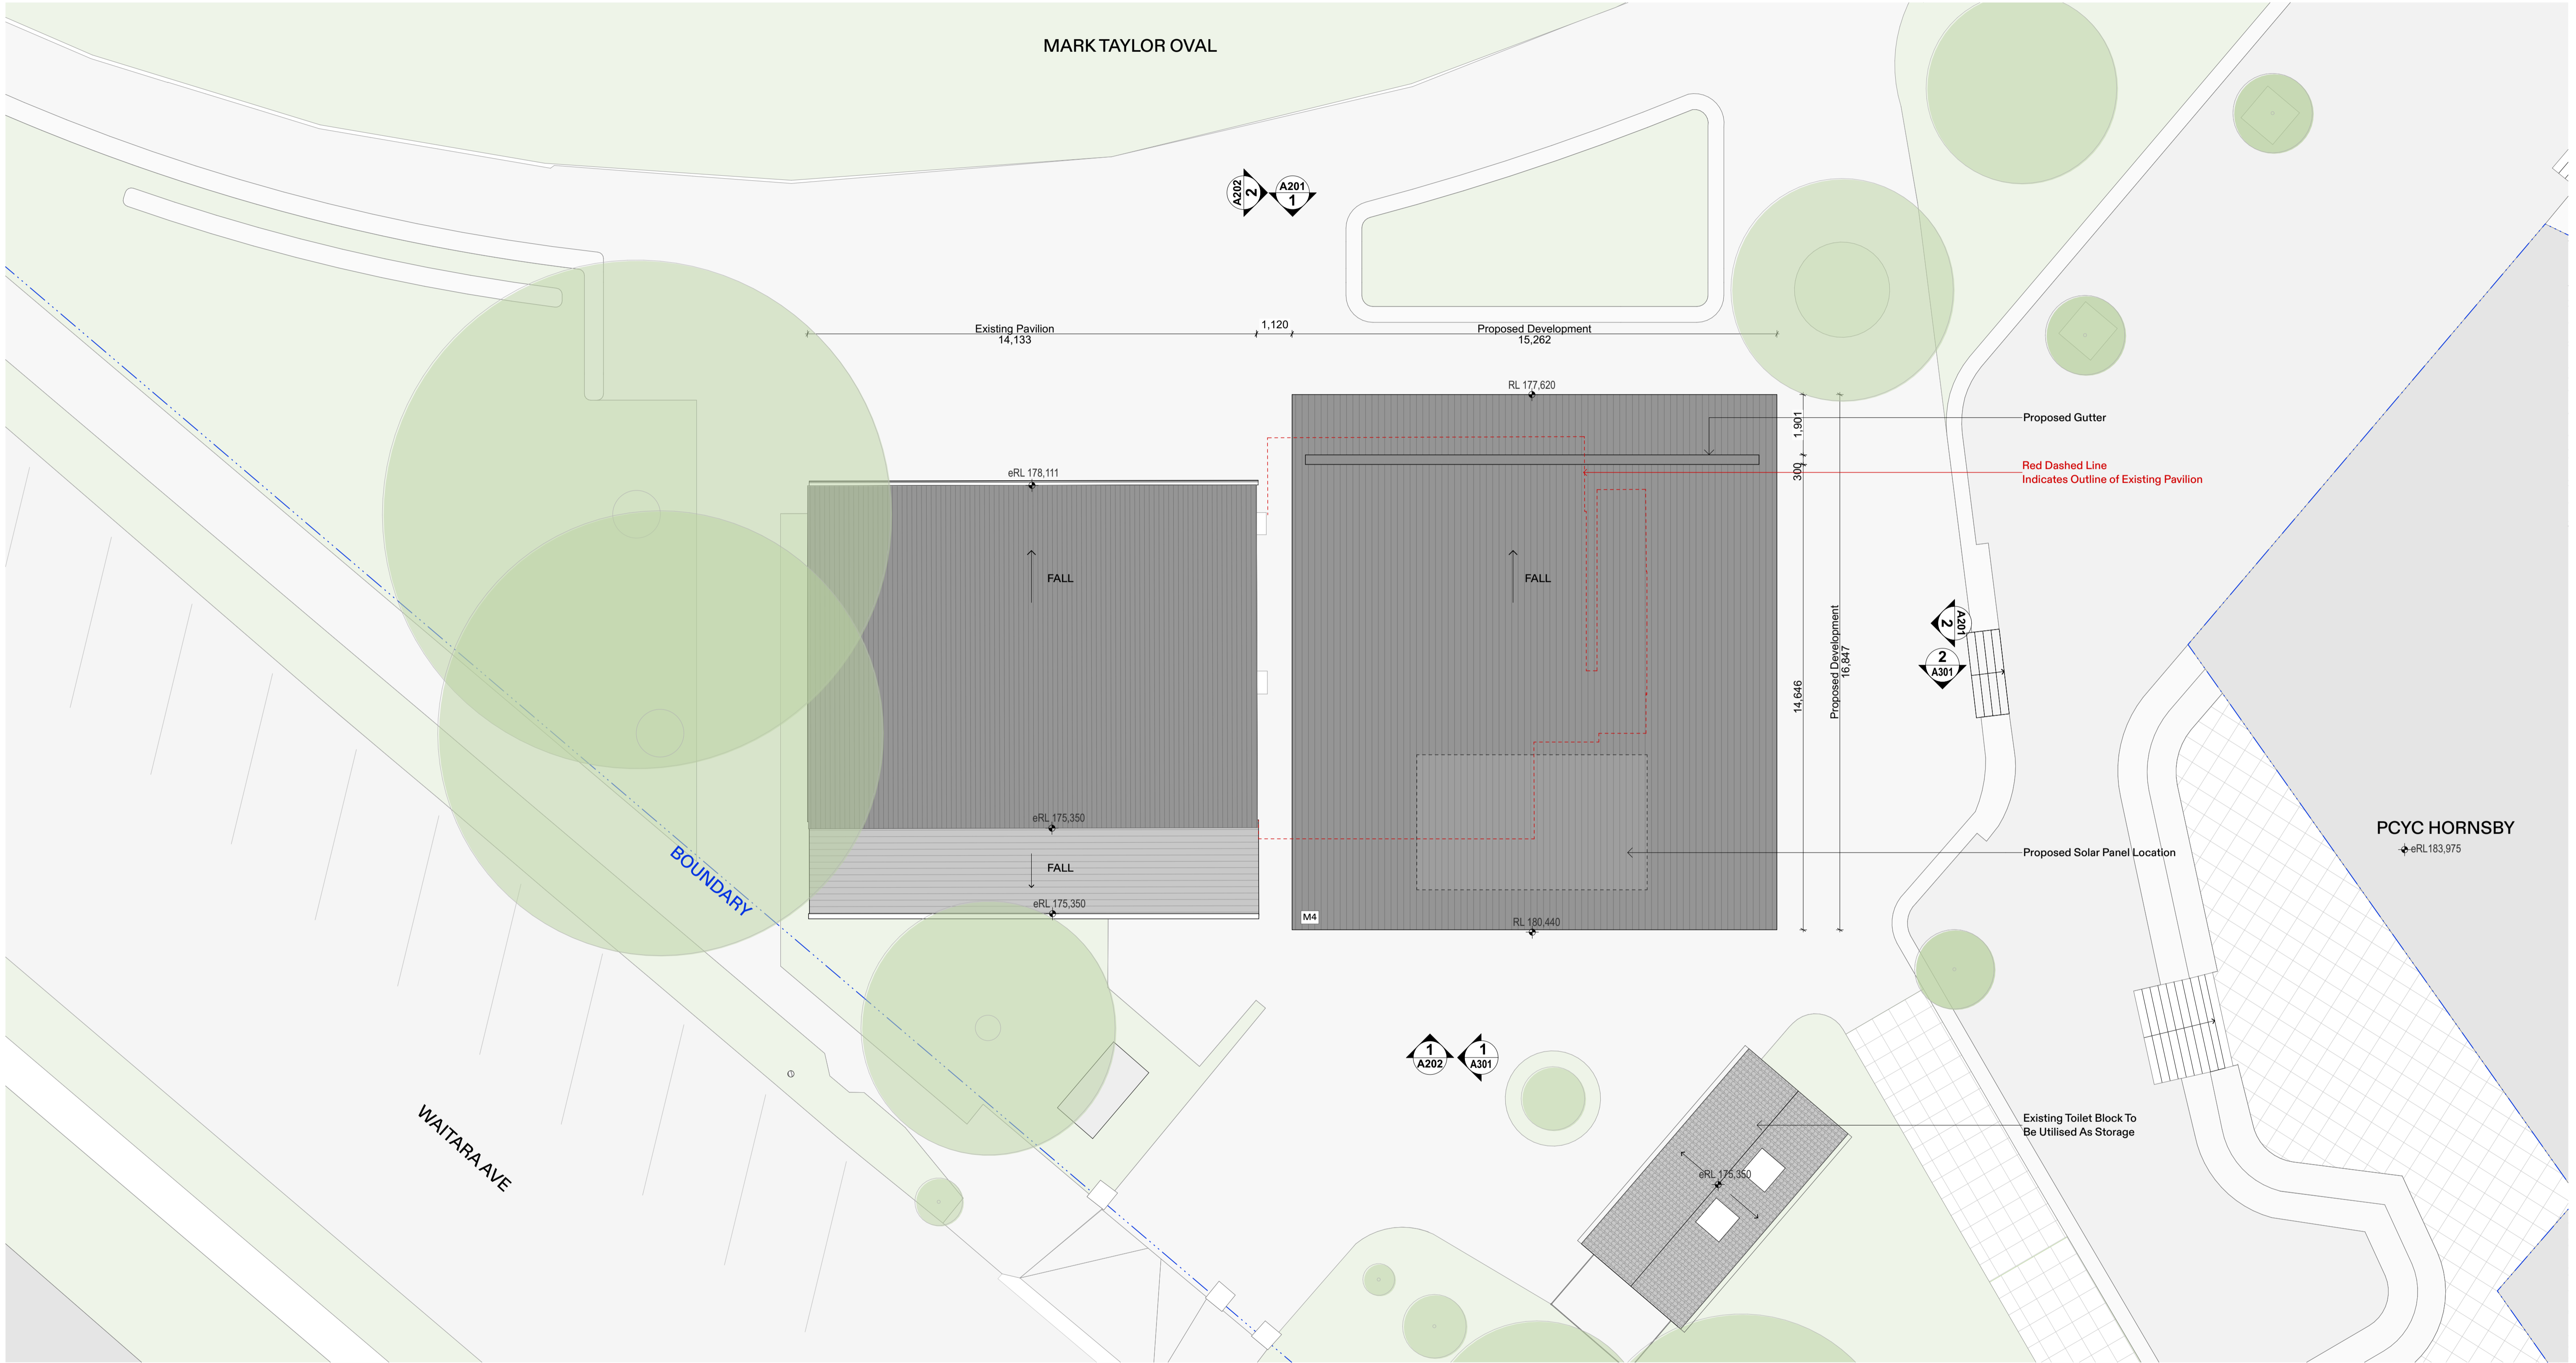 MARK TAYLOR OVAL
A202
2
A201
1
Existing Pavilion
14,133
1,120
Proposed Development
15,262
RL 177,620
1,901
300
Proposed Gutter
Red Dashed Line
Indicates Outline of Existing Pavilion
eRL 178,111
FALL
FALL
A201
2
2
A301
Proposed Development
16,847
14,646
eRL 175,350
FALL
eRL 175,350
BOUNDARY
M4
RL 180,440
Proposed Solar Panel Location
PCYC HORNSBY
eRL183,975
1
A202
1
A301
WAITARA AVE
Existing Toilet Block To
Be Utilised As Storage
eRL 175,350